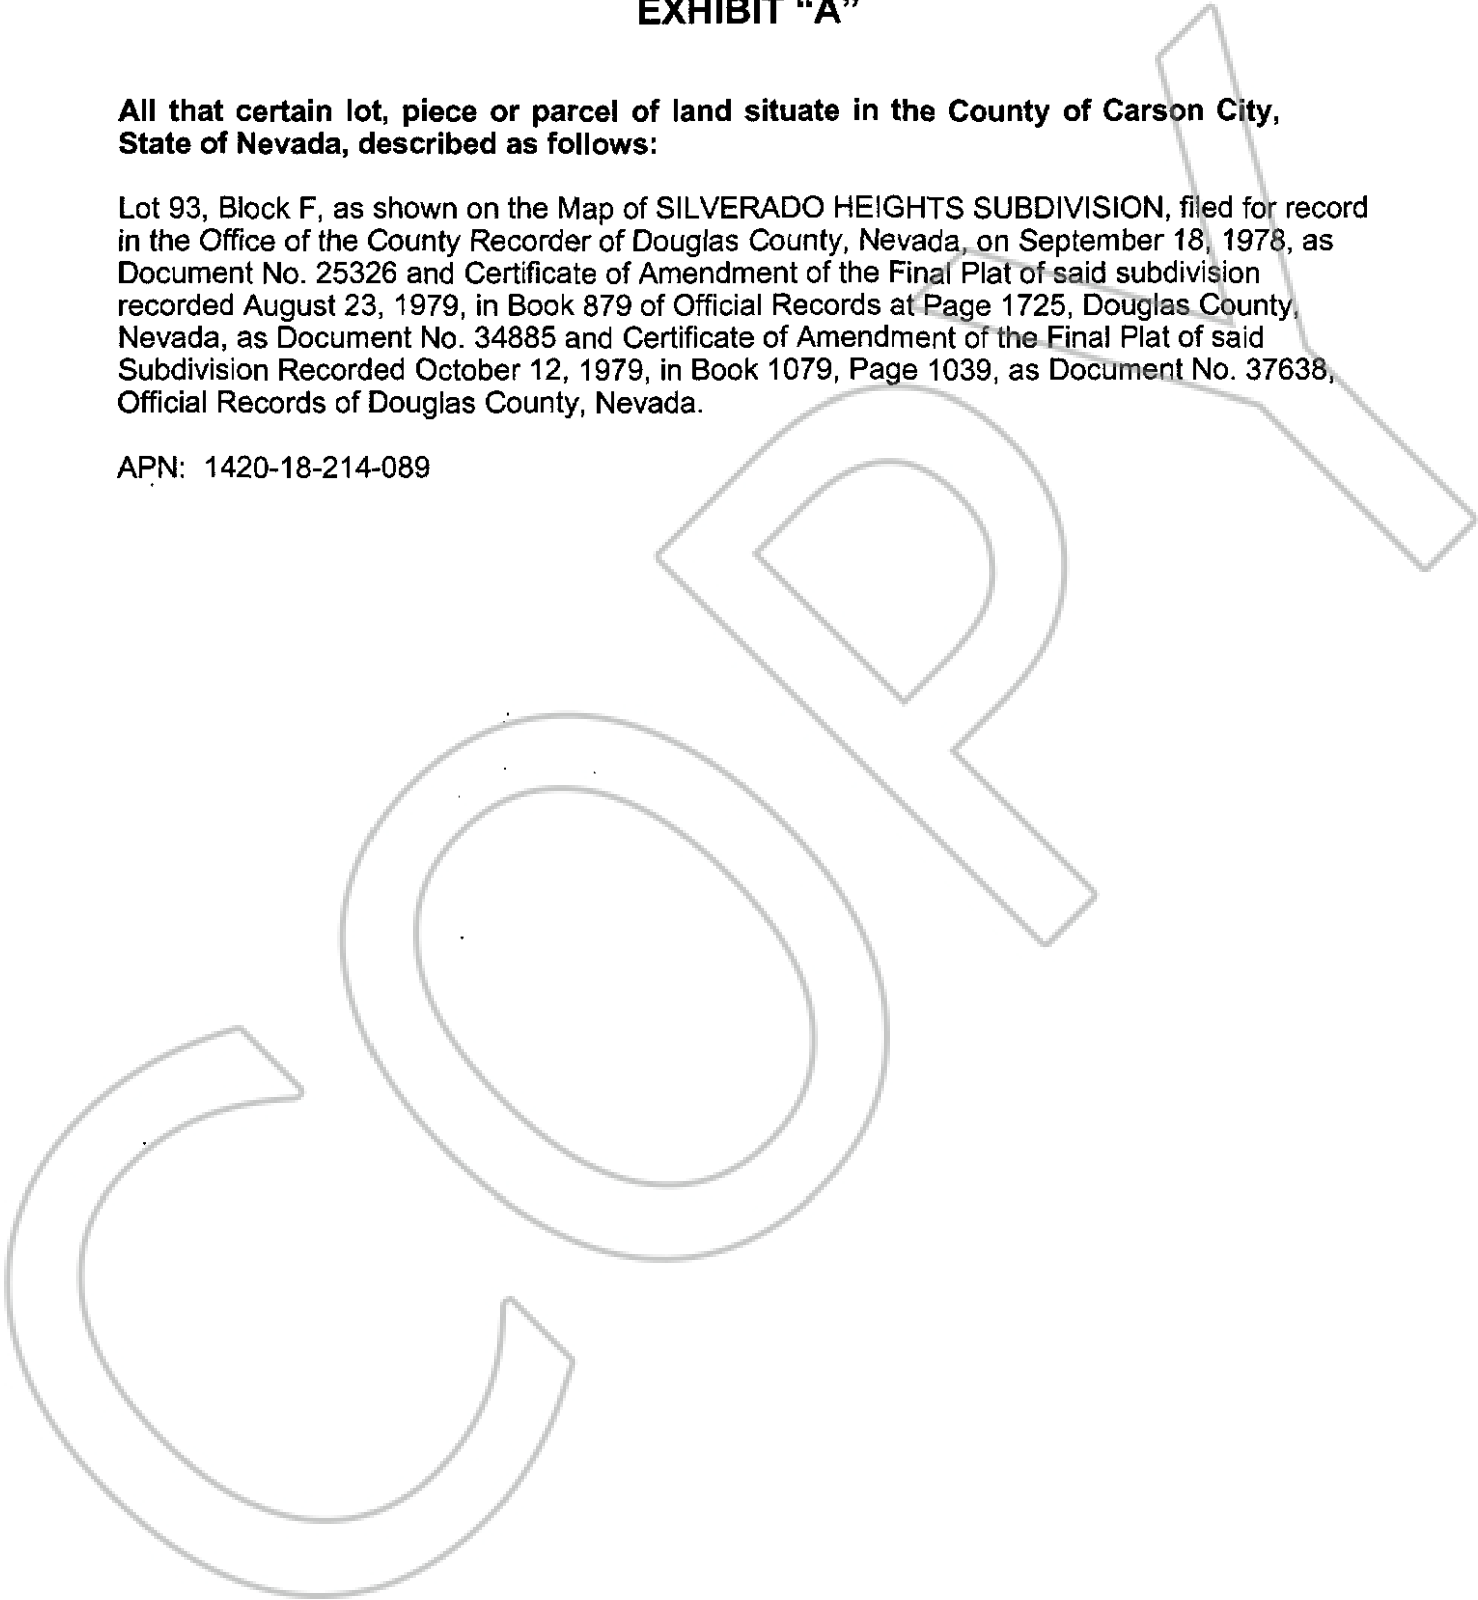 EXHIBIT “A”
All that certain lot, piece or parcel of land situate in the County of Carson City,
State of Nevada, described as follows:
Lot 93, Block F, as shown on the Map of SILVERADO HEIGHTS SUBDIVISION, filed for record
in the Office of the County Recorder of Douglas County, Nevada, on September 18, 1978, as
Document No. 25326 and Certificate of Amendment of the Final Plat of said subdivision
recorded August 23, 1979, in Book 879 of Official Records at Page 1725, Douglas County,
Nevada, as Document No. 34885 and Certificate of Amendment of the Final Plat of said
Subdivision Recorded October 12, 1979, in Book 1079, Page 1039, as Document No. 37638,
Official Records of Douglas County, Nevada.
APN: 1420-18-214-089
COPY